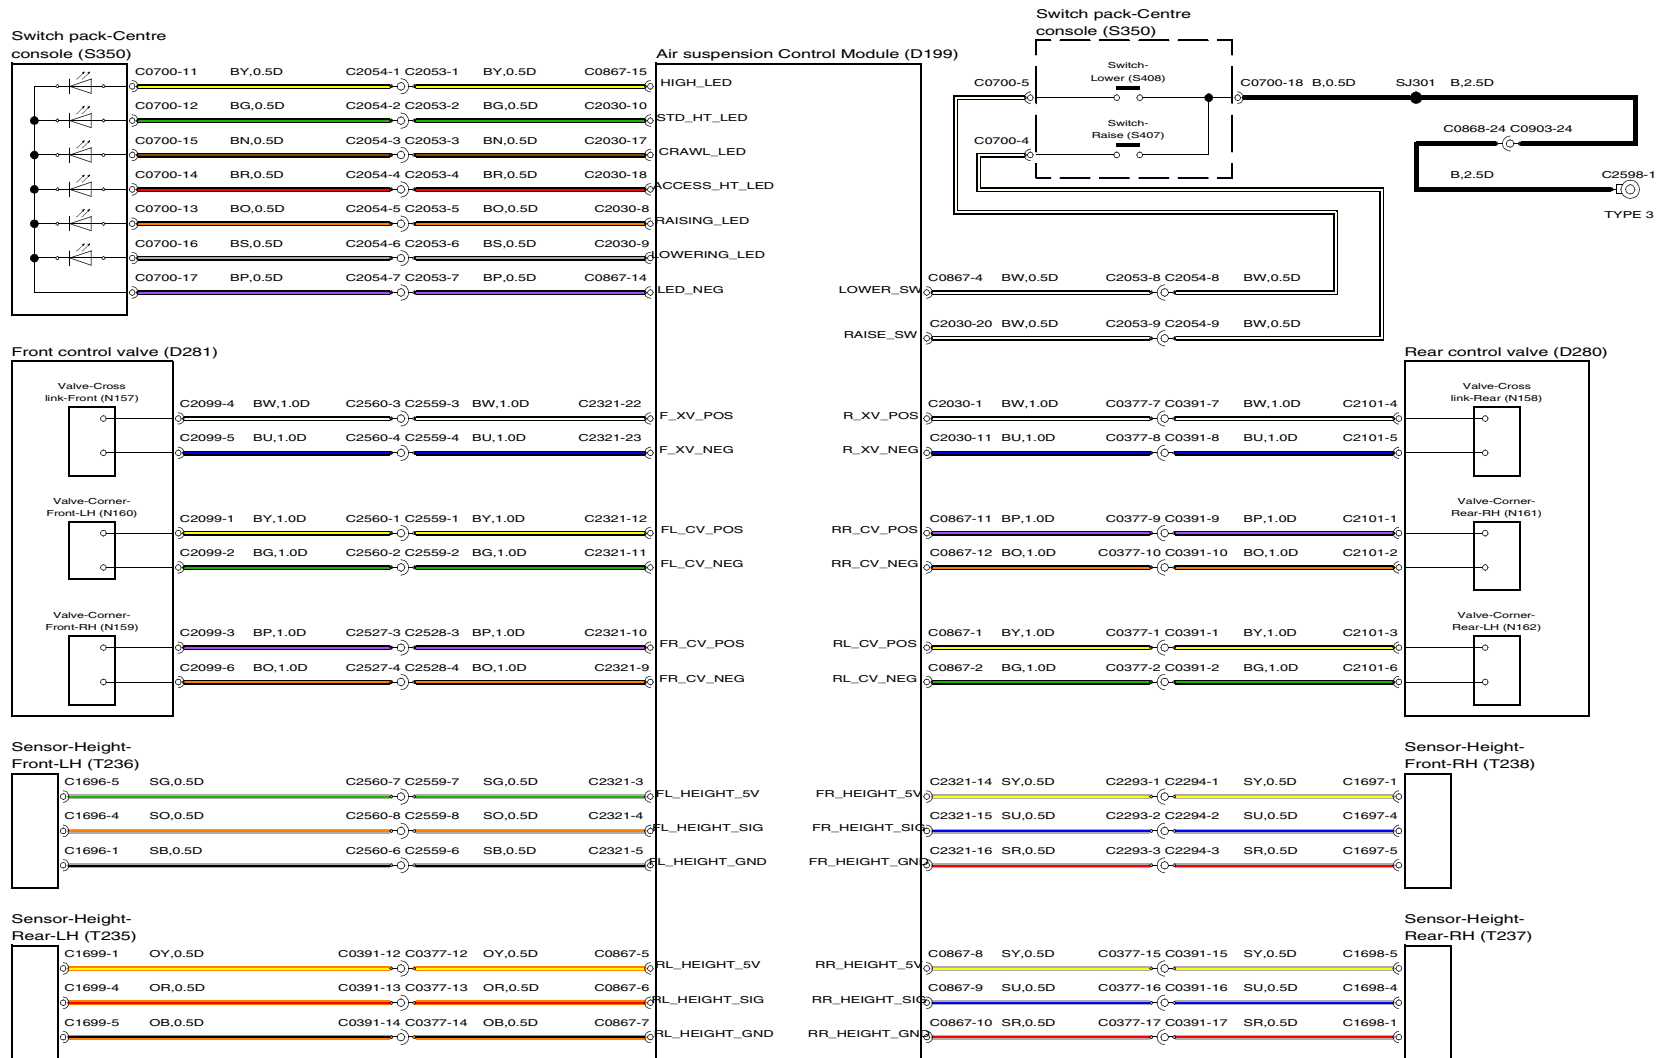 Switch pack-Centre
console (S350)
Air suspension Control Module (D199)
Switch pack-Centre
console (S350)
C0700-11 BY,0.5D C2054-1 C2053-1 BY,0.5D C0867-15 HIGH_LED
C0700-12 BG,0.5D C2054-2 C2053-2 BG,0.5D C2030-10 STD_HT_LED
C0700-15 BN,0.5D C2054-3 C2053-3 BN,0.5D C2030-17 CRAWL_LED
C0700-14 BR,0.5D C2054-4 C2053-4 BR,0.5D C2030-18 ACCESS_HT_LED
C0700-13 BO,0.5D C2054-5 C2053-5 BO,0.5D C2030-8 RAISING_LED
C0700-16 BS,0.5D C2054-6 C2053-6 BS,0.5D C2030-9 LOWERING_LED
C0700-17 BP,0.5D C2054-7 C2053-7 BP,0.5D C0867-14 LED_NEG
Switch-
Lower (S408)
C0700-5 C0700-18 B,0.5D SJ301 B,2.5D
Switch-
Raise (S407)
C0700-4 C0868-24 C0903-24
B,2.5D C2598-1
TYPE 3
LOWER_SW C0867-4 BW,0.5D C2053-8 C2054-8 BW,0.5D
RAISE_SW C2030-20 BW,0.5D C2053-9 C2054-9 BW,0.5D
Front control valve (D281)
Rear control valve (D280)
Valve-Cross
link-Front (N157)
C2099-4 BW,1.0D C2560-3 C2559-3 BW,1.0D C2321-22 F_XV_POS
C2099-5 BU,1.0D C2560-4 C2559-4 BU,1.0D C2321-23 F_XV_NEG
Valve-Cross
link-Rear (N158)
R_XV_POS C2030-1 BW,1.0D C0377-7 C0391-7 BW,1.0D C2101-4
R_XV_NEG C2030-11 BU,1.0D C0377-8 C0391-8 BU,1.0D C2101-5
Valve-Corner-
Front-LH (N160)
C2099-1 BY,1.0D C2560-1 C2559-1 BY,1.0D C2321-12 FL_CV_POS
C2099-2 BG,1.0D C2560-2 C2559-2 BG,1.0D C2321-11 FL_CV_NEG
Valve-Corner-
Rear-RH (N161)
RR_CV_POS C0867-11 BP,1.0D C0377-9 C0391-9 BP,1.0D C2101-1
RR_CV_NEG C0867-12 BO,1.0D C0377-10 C0391-10 BO,1.0D C2101-2
Valve-Corner-
Front-RH (N159)
C2099-3 BP,1.0D C2527-3 C2528-3 BP,1.0D C2321-10 FR_CV_POS
C2099-6 BO,1.0D C2527-4 C2528-4 BO,1.0D C2321-9 FR_CV_NEG
Valve-Corner-
Rear-LH (N162)
RL_CV_POS C0867-1 BY,1.0D C0377-1 C0391-1 BY,1.0D C2101-3
RL_CV_NEG C0867-2 BG,1.0D C0377-2 C0391-2 BG,1.0D C2101-6
Sensor-Height-
Front-LH (T236)
C1696-5 SG,0.5D C2560-7 C2559-7 SG,0.5D C2321-3 FL_HEIGHT_5V
C1696-4 SO,0.5D C2560-8 C2559-8 SO,0.5D C2321-4 FL_HEIGHT_SIG
C1696-1 SB,0.5D C2560-6 C2559-6 SB,0.5D C2321-5 FL_HEIGHT_GND
Sensor-Height-
Front-RH (T238)
FR_HEIGHT_5V C2321-14 SY,0.5D C2293-1 C2294-1 SY,0.5D C1697-1
FR_HEIGHT_SIG C2321-15 SU,0.5D C2293-2 C2294-2 SU,0.5D C1697-4
FR_HEIGHT_GND C2321-16 SR,0.5D C2293-3 C2294-3 SR,0.5D C1697-5
Sensor-Height-
Rear-LH (T235)
C1699-1 OY,0.5D C0391-12 C0377-12 OY,0.5D C0867-5 RL_HEIGHT_5V
C1699-4 OR,0.5D C0391-13 C0377-13 OR,0.5D C0867-6 RL_HEIGHT_SIG
C1699-5 OB,0.5D C0391-14 C0377-14 OB,0.5D C0867-7 RL_HEIGHT_GND
Sensor-Height-
Rear-RH (T237)
RR_HEIGHT_5V C0867-8 SY,0.5D C0377-15 C0391-15 SY,0.5D C1698-5
RR_HEIGHT_SIG C0867-9 SU,0.5D C0377-16 C0391-16 SU,0.5D C1698-4
RR_HEIGHT_GND C0867-10 SR,0.5D C0377-17 C0391-17 SR,0.5D C1698-1